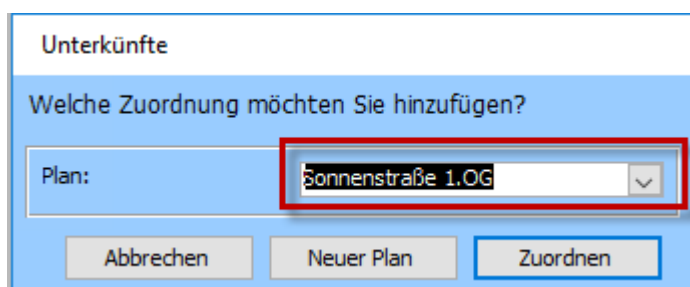 Unterkünfte
Welche Zuordnung möchten Sie hinzufügen?
Plan: Sonnenstraße 1.OG
Abbrechen Neuer Plan Zuordnen